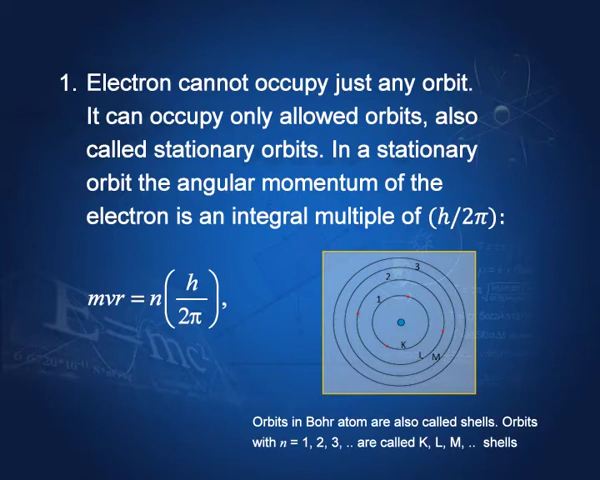 1. Electron cannot occupy just any orbit.
It can occupy only allowed orbits, also
called stationary orbits. In a stationary
orbit the angular momentum of the
electron is an integral multiple of (h/2π):
mvr = n(h/2π),
3
2
1
K
L M
E=mc²
Orbits in Bohr atom are also called shells. Orbits
with n = 1, 2, 3, .. are called K, L, M, .. shells